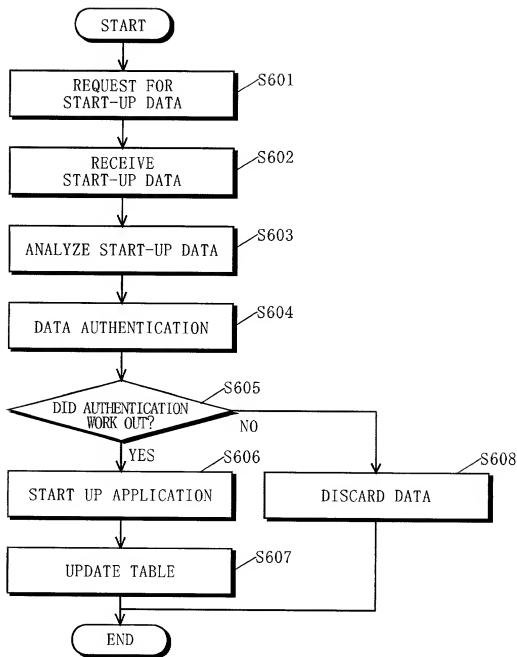 START
REQUEST FOR
START-UP DATA
S601
RECEIVE
START-UP DATA
S602
ANALYZE START-UP DATA
S603
DATA AUTHENTICATION
S604
DID AUTHENTICATION
WORK OUT?
S605
NO
YES
S606
START UP APPLICATION
S608
DISCARD DATA
UPDATE TABLE
S607
END